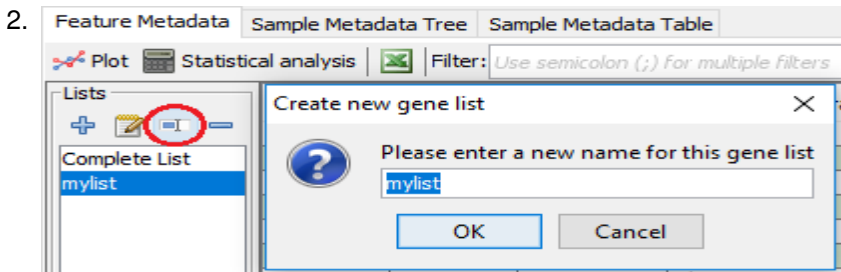 2.
Feature Metadata Sample Metadata Tree Sample Metadata Table
Plot Statistical analysis Filter: Use semicolon (;) for multiple filters
Lists
Create new gene list
Complete List
mylist
Please enter a new name for this gene list
mylist
OK Cancel